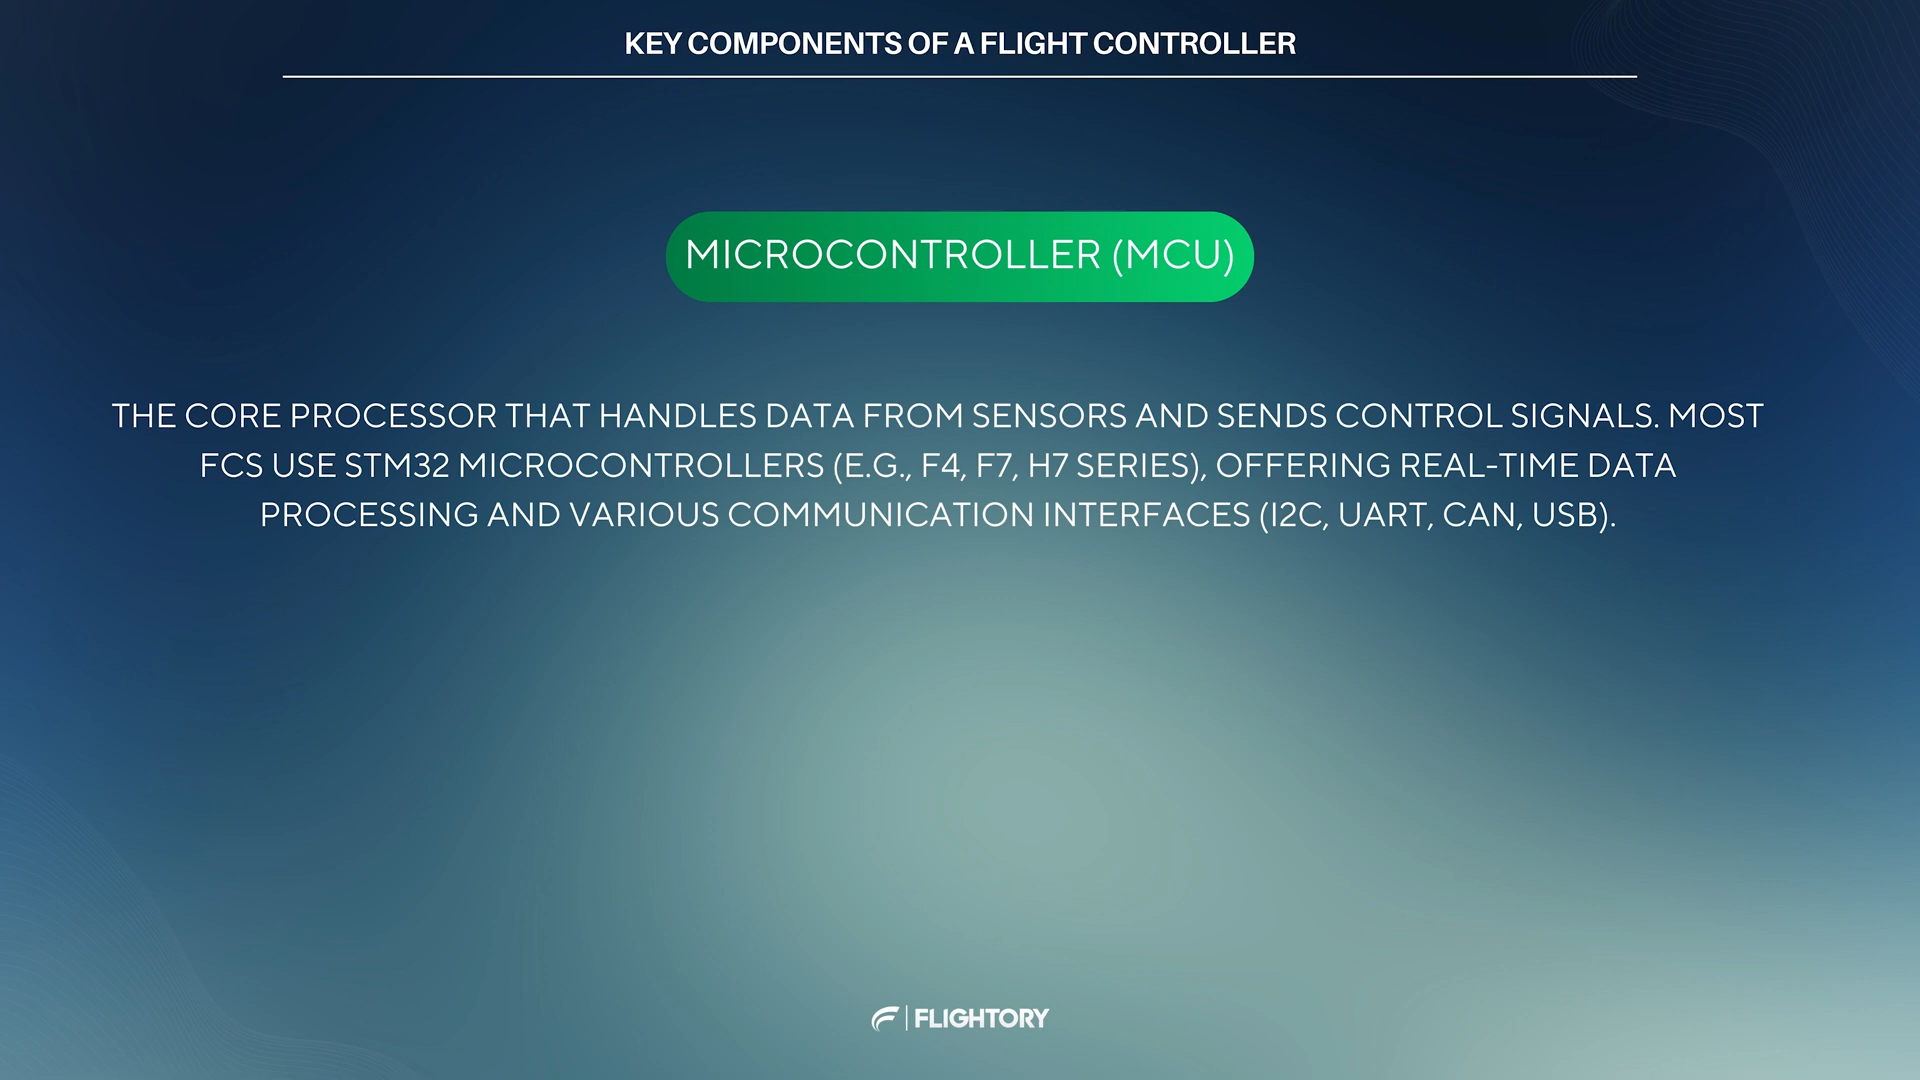 KEY COMPONENTS OF A FLIGHT CONTROLLER
MICROCONTROLLER (MCU)
THE CORE PROCESSOR THAT HANDLES DATA FROM SENSORS AND SENDS CONTROL SIGNALS. MOST
FCS USE STM32 MICROCONTROLLERS (E.G., F4, F7, H7 SERIES), OFFERING REAL-TIME DATA
PROCESSING AND VARIOUS COMMUNICATION INTERFACES (I2C, UART, CAN, USB).
FLIGHTORY